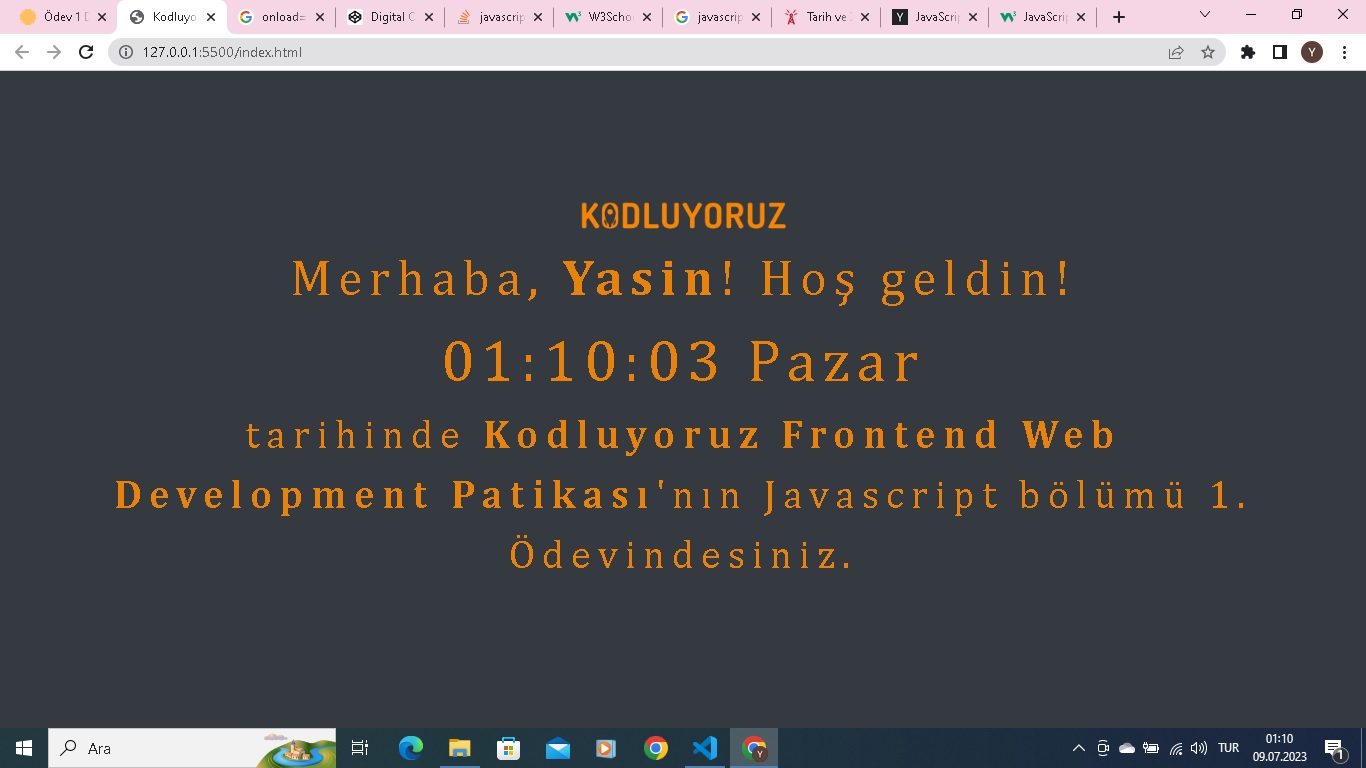 Ödev 1 D
Kodluyo
onload=
Digital C
javascrip
W3Scho
javascrip
Tarih ve
JavaScri
JavaScrip
127.0.0.1:5500/index.html
Y
KODLUYORUZ
Merhaba, Yasin! Hoş geldin!
01:10:03 Pazar
tarihinde Kodluyoruz Frontend Web
Development Patikası'nın Javascript bölümü 1.
Ödevindesiniz.
Ara
TUR
01:10
09.07.2023
1